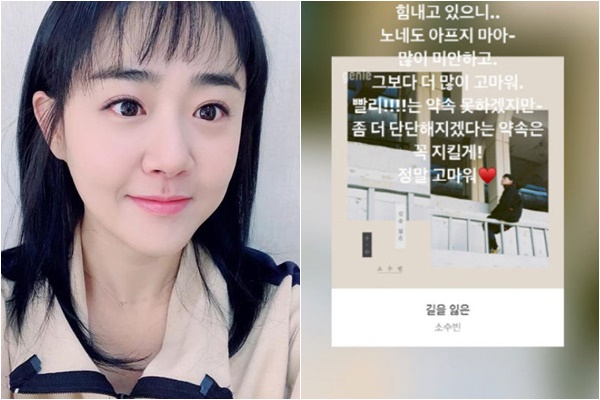 힘내고 있으니..
노네도 아프지 마아-
많이 미안하고.
그보다 더 많이 고마워.
빨리!!!!는 약속 못하겠지만-
좀 더 단단해지겠다는 약속은
꼭 지킬게!
정말 고마워❤️
genie
길을 잃은
소수빈